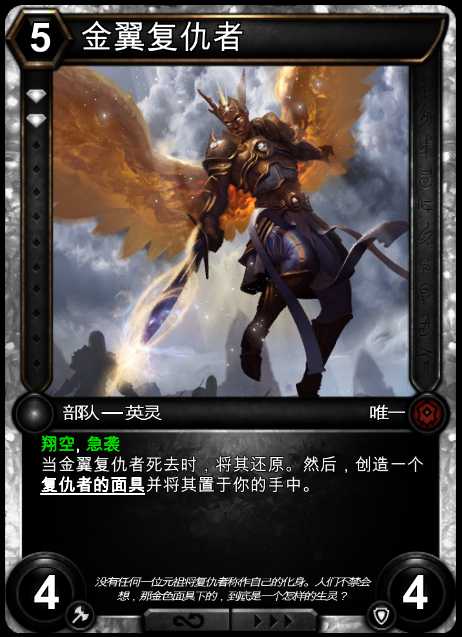 5 金翼复仇者
部队 — 英灵 唯一
翔空, 急袭
当金翼复仇者死去时，将其还原。然后，创造一个
复仇者的面具并将其置于你的手中。
没有任何一位元祖将复仇者称作自己的化身。人们不禁会
想，那金色面具下的，到底是一个怎样的生灵？
4 4